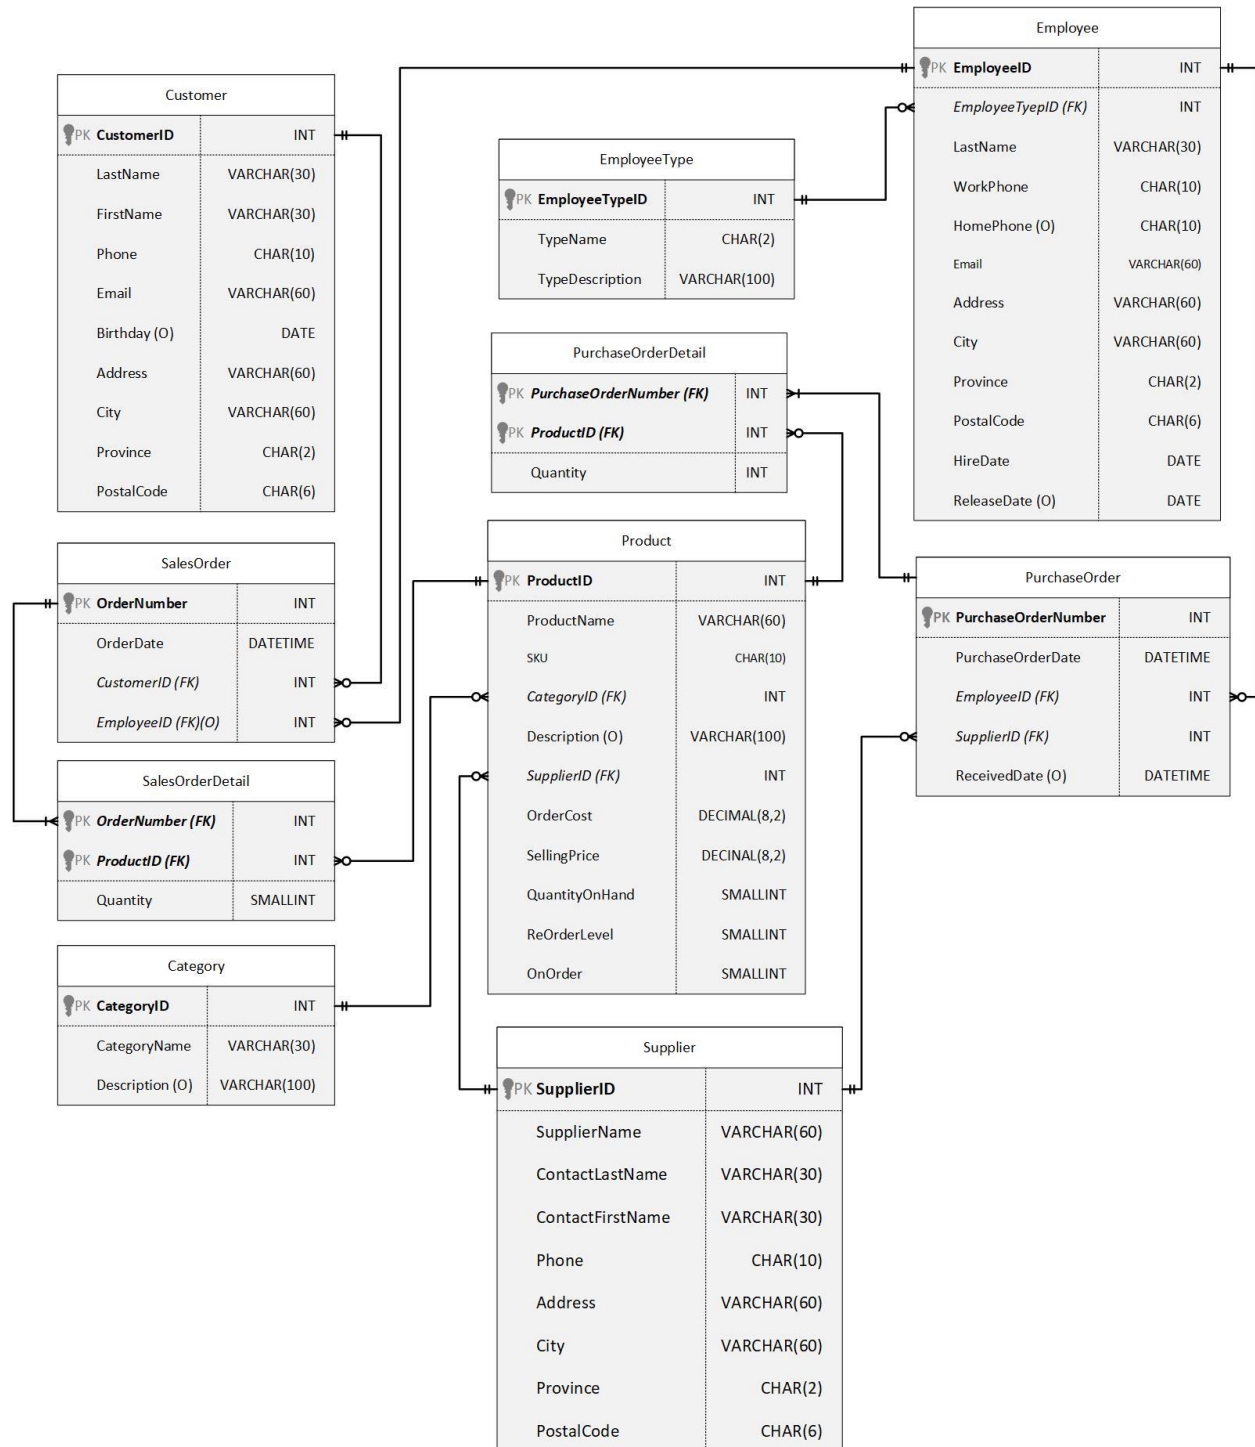 Employee
PK EmployeeID INT
EmployeeTyepID (FK) INT
LastName VARCHAR(30)
WorkPhone CHAR(10)
HomePhone (O) CHAR(10)
Email VARCHAR(60)
Address VARCHAR(60)
City VARCHAR(60)
Province CHAR(2)
PostalCode CHAR(6)
HireDate DATE
ReleaseDate (O) DATE
Customer
PK CustomerID INT
LastName VARCHAR(30)
FirstName VARCHAR(30)
Phone CHAR(10)
Email VARCHAR(60)
Birthday (O) DATE
Address VARCHAR(60)
City VARCHAR(60)
Province CHAR(2)
PostalCode CHAR(6)
EmployeeType
PK EmployeeTypeID INT
TypeName CHAR(2)
TypeDescription VARCHAR(100)
PurchaseOrderDetail
PK PurchaseOrderNumber (FK) INT
PK ProductID (FK) INT
Quantity INT
SalesOrder
PK OrderNumber INT
OrderDate DATETIME
CustomerID (FK) INT
EmployeeID (FK)(O) INT
Product
PK ProductID INT
ProductName VARCHAR(60)
SKU CHAR(10)
CategoryID (FK) INT
Description (O) VARCHAR(100)
SupplierID (FK) INT
OrderCost DECIMAL(8,2)
SellingPrice DECINAL(8,2)
QuantityOnHand SMALLINT
ReOrderLevel SMALLINT
OnOrder SMALLINT
PurchaseOrder
PK PurchaseOrderNumber INT
PurchaseOrderDate DATETIME
EmployeeID (FK) INT
SupplierID (FK) INT
ReceivedDate (O) DATETIME
SalesOrderDetail
PK OrderNumber (FK) INT
PK ProductID (FK) INT
Quantity SMALLINT
Category
PK CategoryID INT
CategoryName VARCHAR(30)
Description (O) VARCHAR(100)
Supplier
PK SupplierID INT
SupplierName VARCHAR(60)
ContactLastName VARCHAR(30)
ContactFirstName VARCHAR(30)
Phone CHAR(10)
Address VARCHAR(60)
City VARCHAR(60)
Province CHAR(2)
PostalCode CHAR(6)